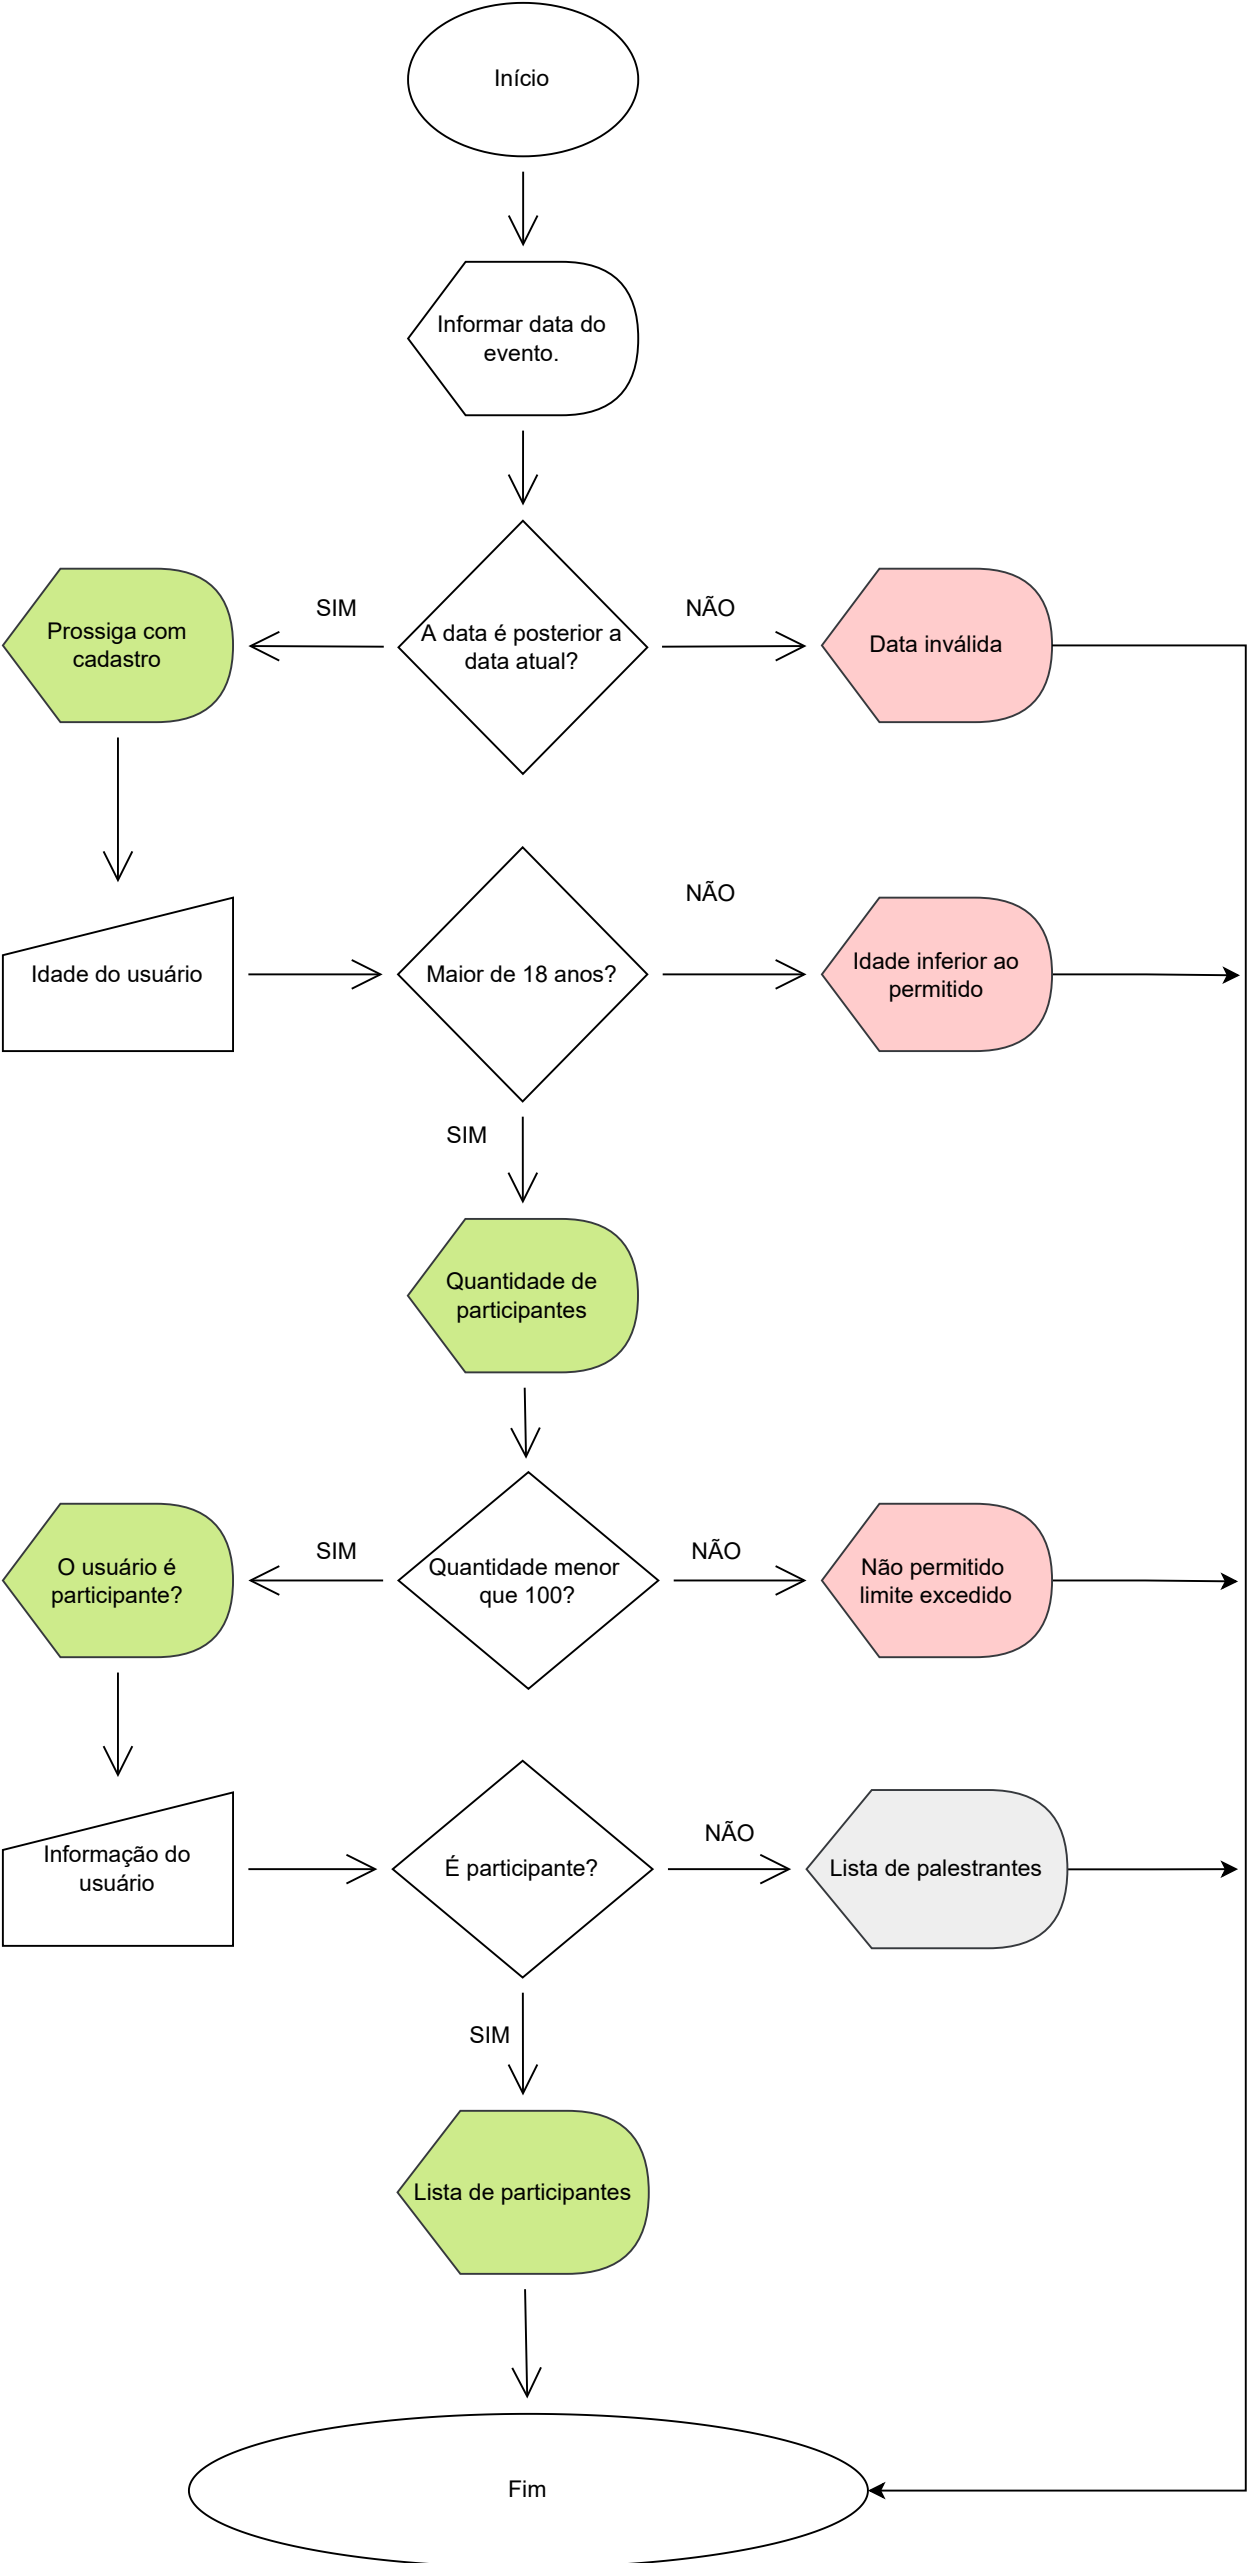 Início
Informar data do
evento.
SIM
NÃO
Prossiga com
cadastro
A data é posterior a
data atual?
Data inválida
NÃO
Idade do usuário
Maior de 18 anos?
Idade inferior ao
permitido
SIM
Quantidade de
participantes
SIM
NÃO
O usuário é
participante?
Quantidade menor
que 100?
Não permitido
limite excedido
NÃO
Informação do
usuário
É participante?
Lista de palestrantes
SIM
Lista de participantes
Fim